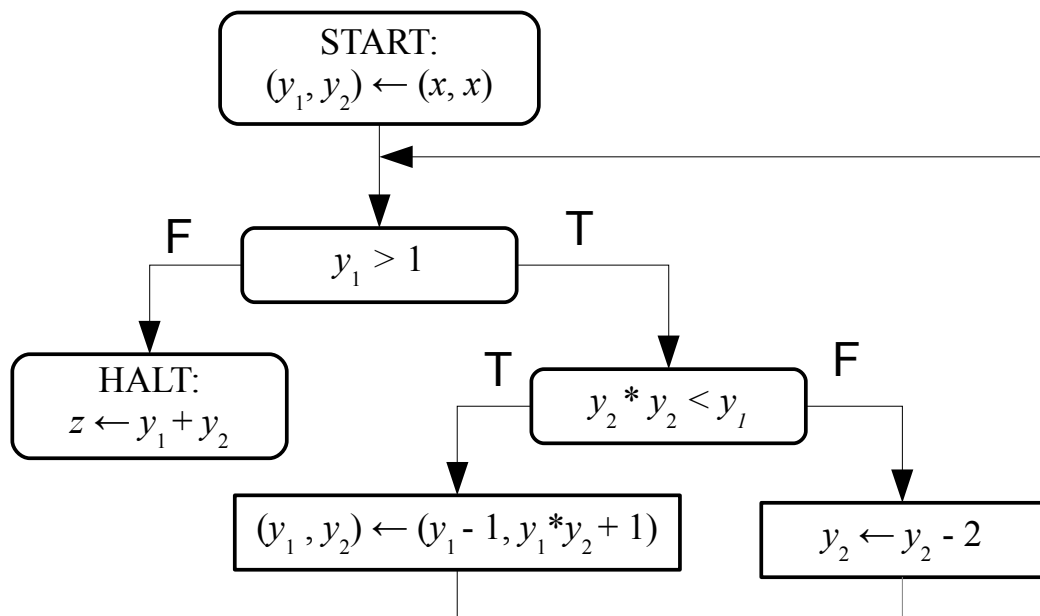 START:
(y₁, y₂) ← (x, x)
F
T
y₁ > 1
HALT:
z ← y₁ + y₂
T
F
y₂ * y₂ < y₁
(y₁ , y₂) ← (y₁ - 1, y₁*y₂ + 1)
y₂ ← y₂ - 2